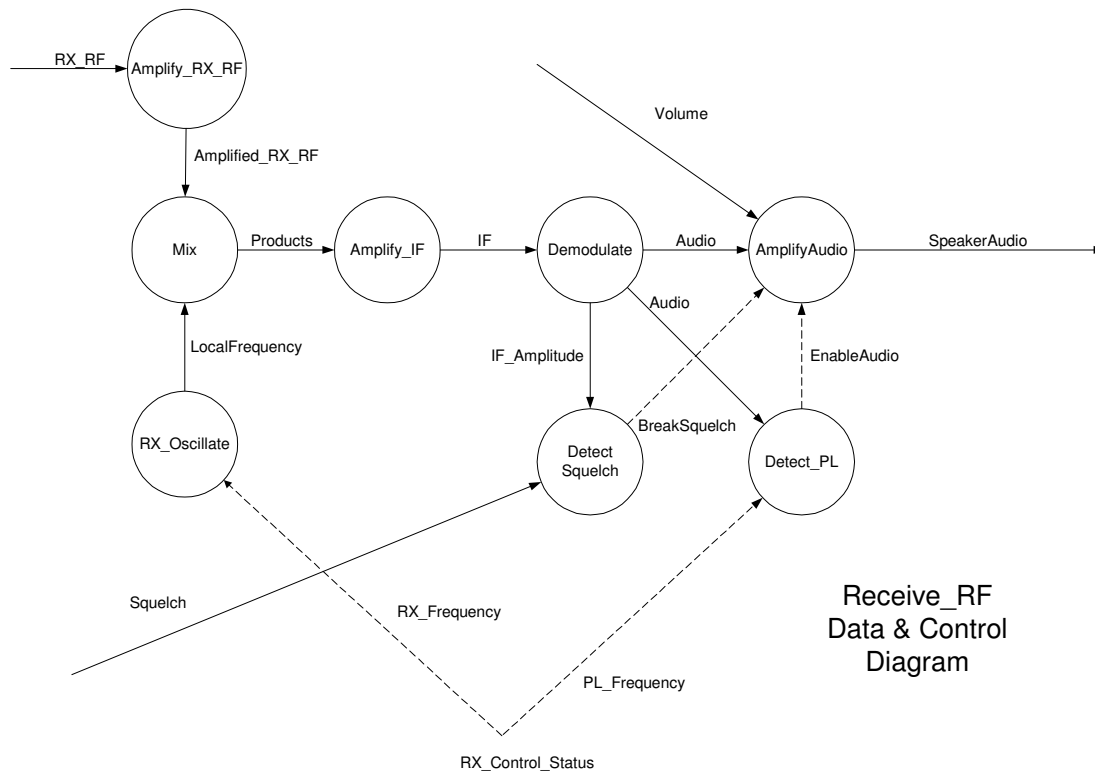 RX_RF
Amplify_RX_RF
Volume
Amplified_RX_RF
Mix
Products
Amplify_IF
IF
Demodulate
Audio
AmplifyAudio
SpeakerAudio
Audio
LocalFrequency
IF_Amplitude
EnableAudio
BreakSquelch
RX_Oscillate
Detect
Squelch
Detect_PL
Squelch
RX_Frequency
PL_Frequency
Receive_RF
Data & Control
Diagram
RX_Control_Status